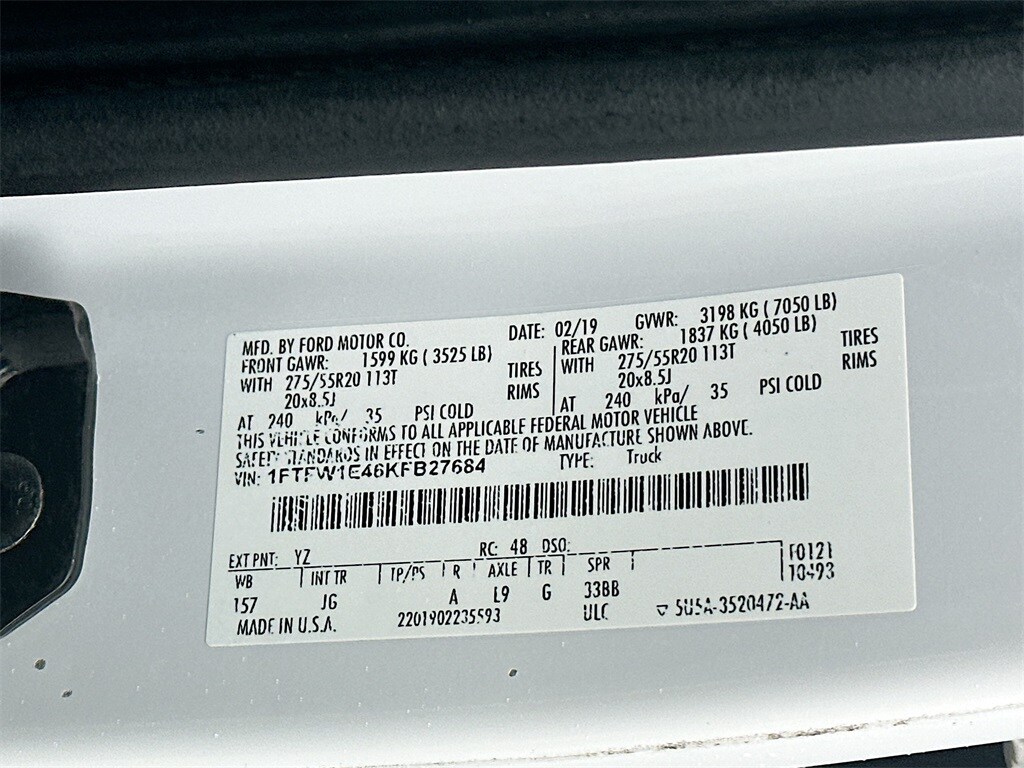 MFD. BY FORD MOTOR CO. DATE: 02/19 GVWR: 3198 KG ( 7050 LB)
FRONT GAWR: 1599 KG ( 3525 LB) REAR GAWR: 1837 KG ( 4050 LB)
WITH 275/55R20 113T TIRES WITH 275/55R20 113T TIRES
20x8.5J RIMS 20x8.5J RIMS
AT 240 kPa/ 35 PSI COLD AT 240 kPa/ 35 PSI COLD
THIS VEHICLE CONFORMS TO ALL APPLICABLE FEDERAL MOTOR VEHICLE
SAFETY STANDARDS IN EFFECT ON THE DATE OF MANUFACTURE SHOWN ABOVE.
VIN: 1FTFW1E46KFB27684 TYPE: Truck
EXT PNT: YZ RC: 48 DSO:
WB INT TR TP/PS R AXLE TR SPR F0121
157 JG A L9 G 33BB 10493
MADE IN U.S.A. 2201902235593 ULC 5U5A-3520472-AA